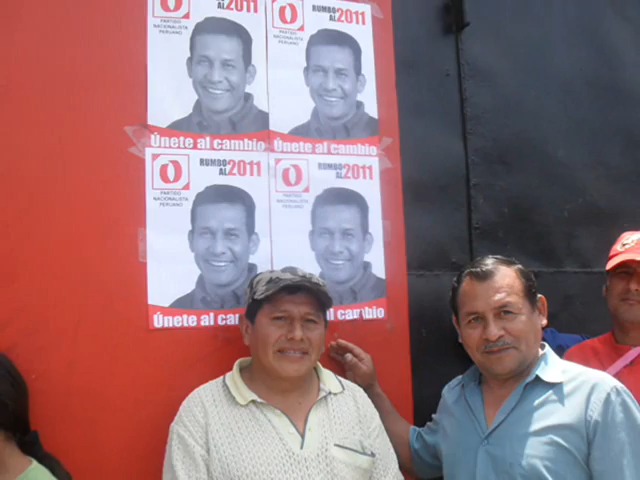 RUMBO
AL 2011
PARTIDO
NACIONALISTA
PERUANO
Únete al cambio
RUMBO
AL 2011
PARTIDO
NACIONALISTA
PERUANO
Únete al cambio
RUMBO
AL 2011
PARTIDO
NACIONALISTA
PERUANO
Únete al
RUMBO
AL 2011
PARTIDO
NACIONALISTA
PERUANO
al cambio